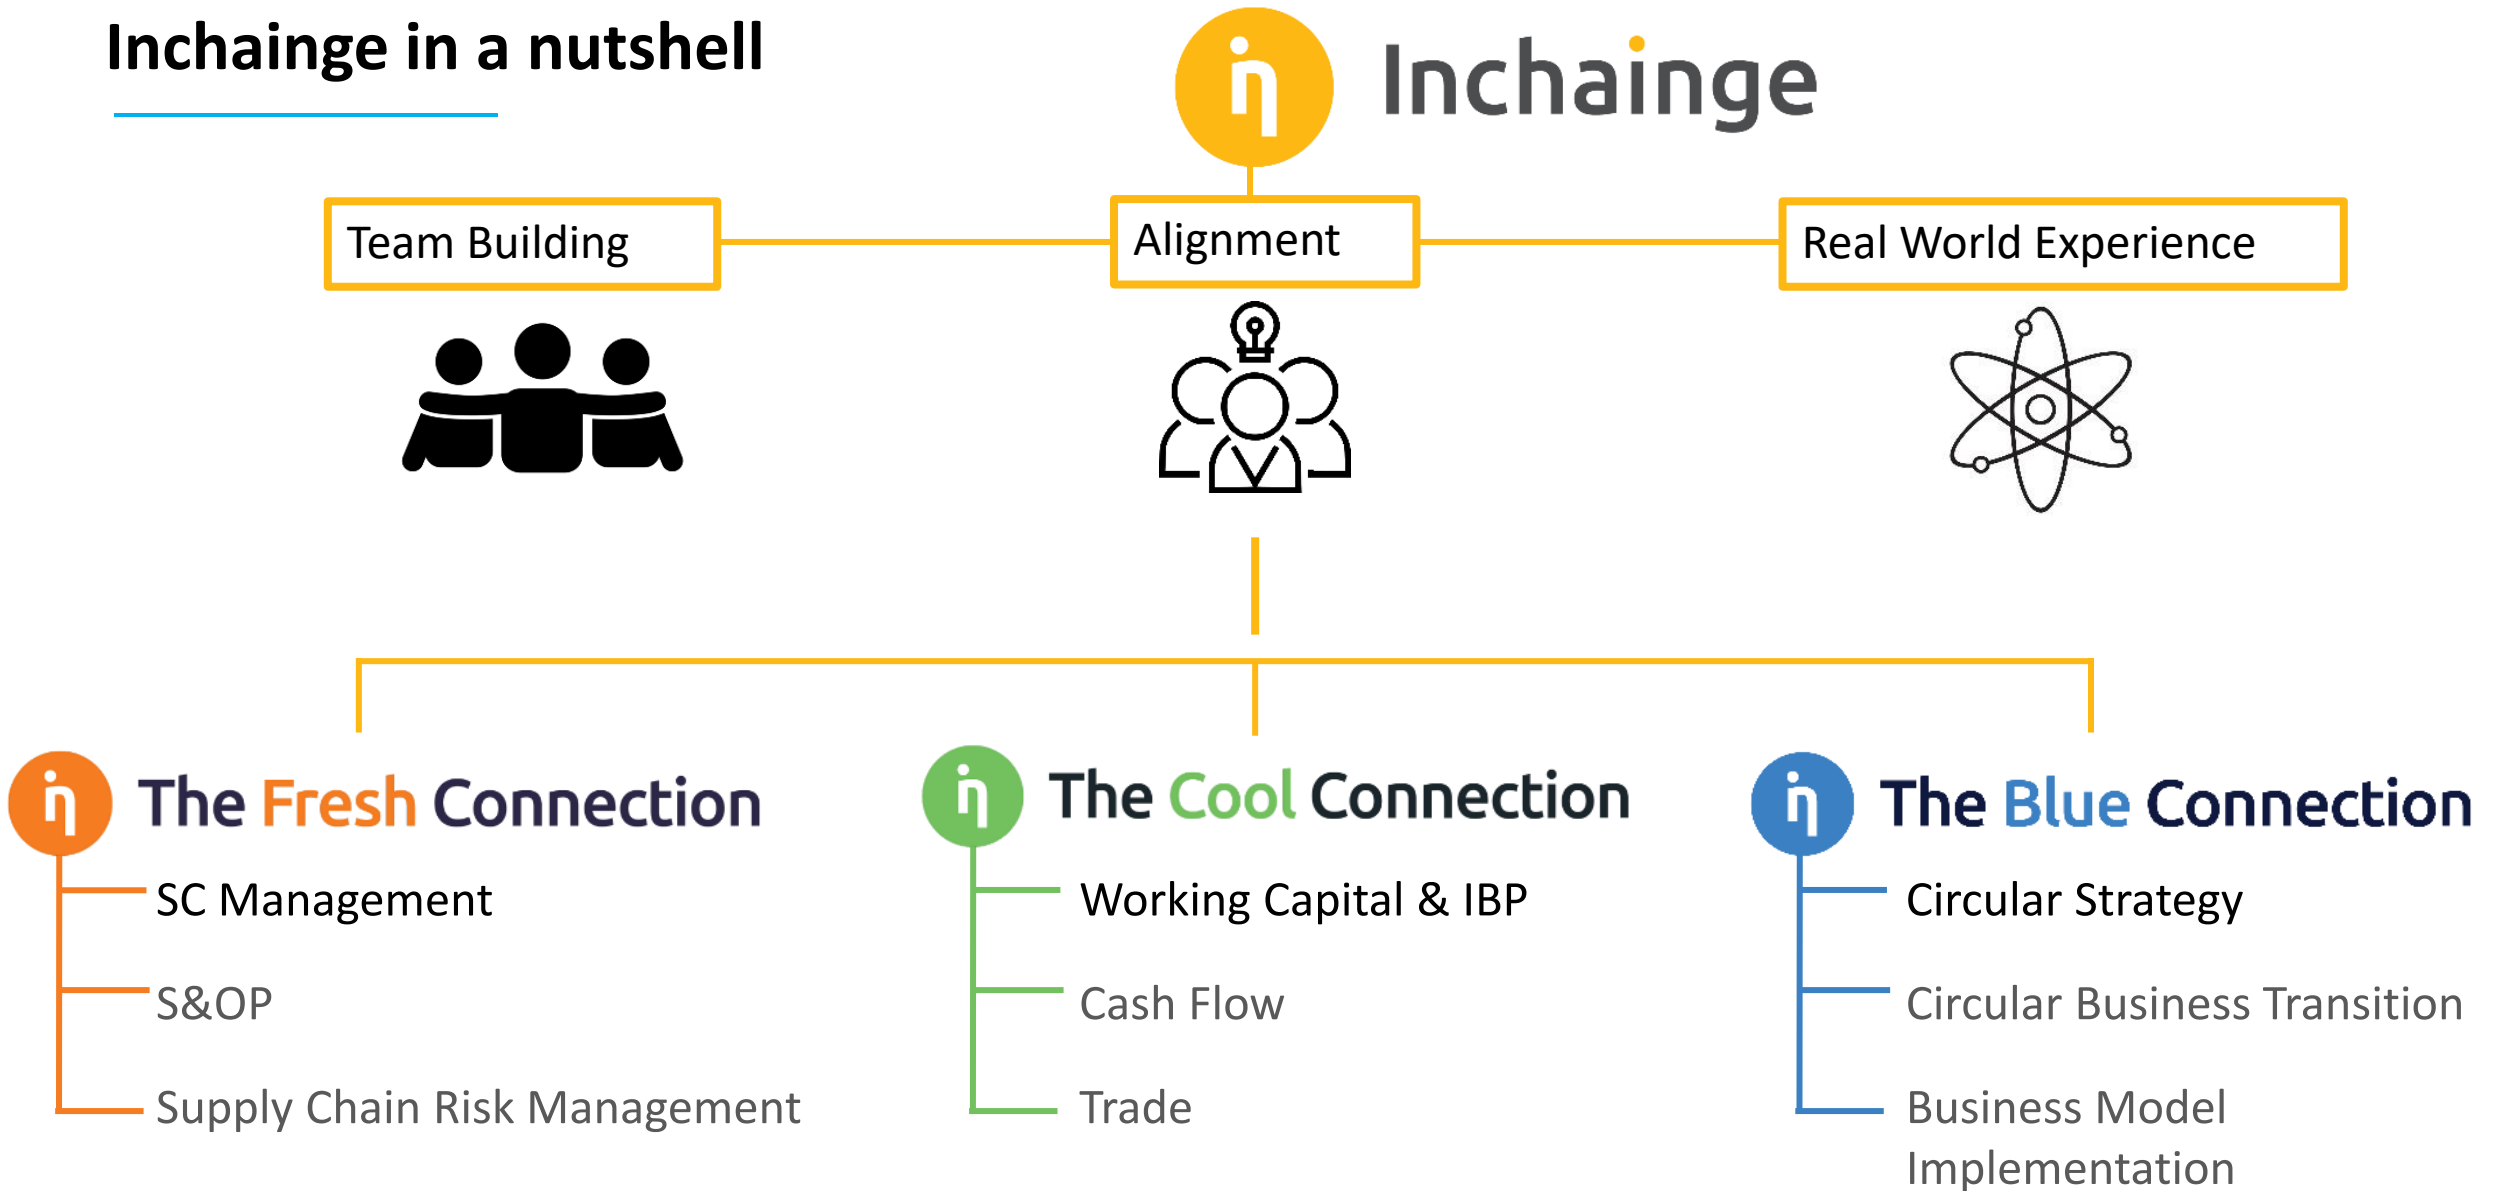 Inchainge in a nutshell
Inchainge
Team Building
Alignment
Real World Experience
The Fresh Connection
SC Management
S&OP
Supply Chain Risk Management
The Cool Connection
Working Capital & IBP
Cash Flow
Trade
The Blue Connection
Circular Strategy
Circular Business Transition
Business Model
Implementation